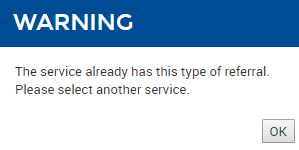 WARNING
The service already has this type of referral.
Please select another service.
OK